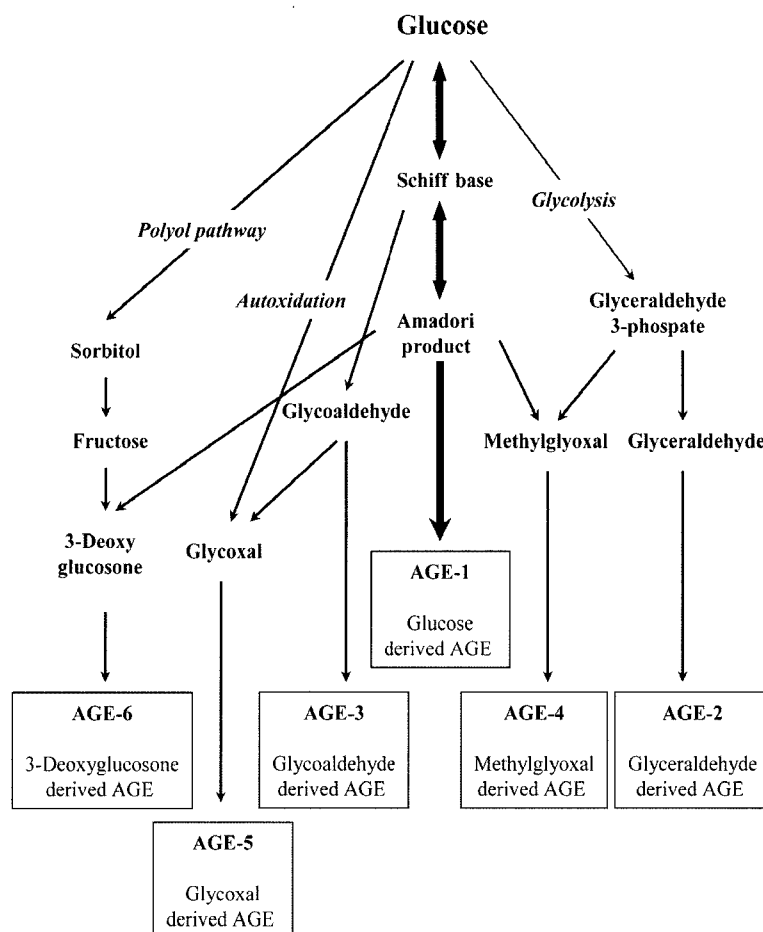 Glucose
Schiff base
Glycolysis
Polyol pathway
Autoxidation
Amadori
product
Glyceraldehyde
3-phospate
Sorbitol
Glycoaldehyde
Fructose
Methylglyoxal
Glyceraldehyde
3-Deoxy
glucosone
Glycoxal
AGE-1
Glucose
derived AGE
AGE-6
3-Deoxyglucosone
derived AGE
AGE-3
Glycoaldehyde
derived AGE
AGE-4
Methylglyoxal
derived AGE
AGE-2
Glyceraldehyde
derived AGE
AGE-5
Glycoxal
derived AGE